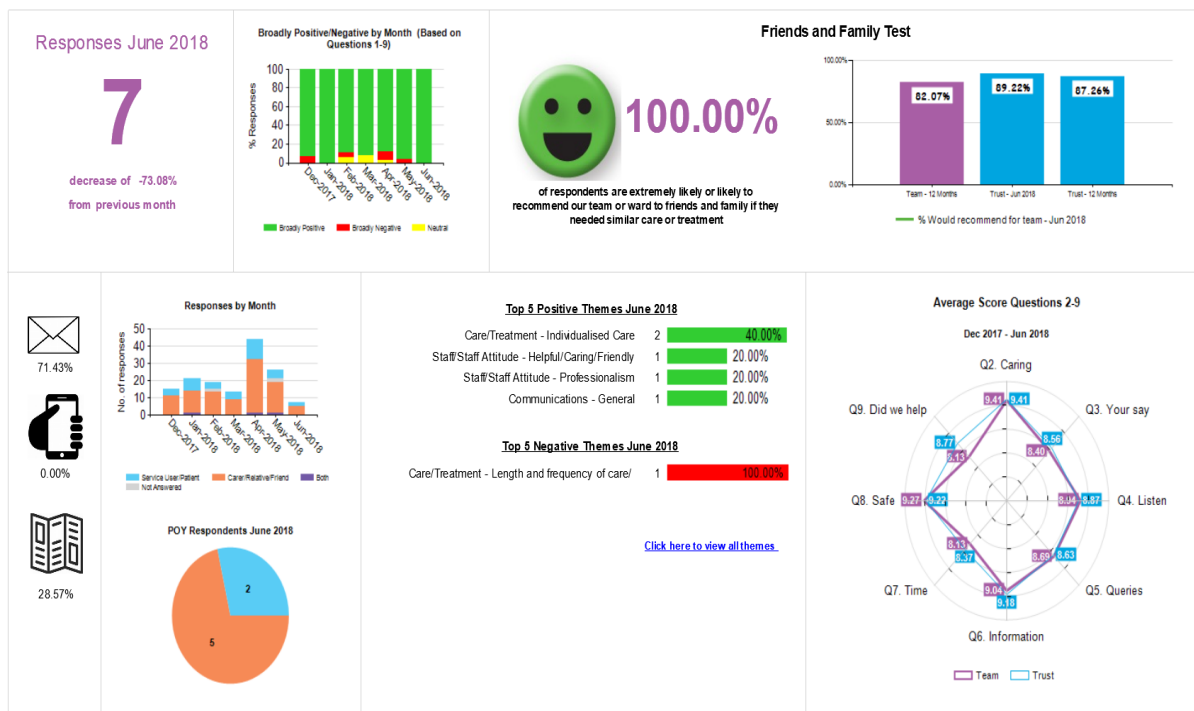 Responses June 2018
7
decrease of -73.08%
from previous month
Broadly Positive/Negative by Month (Based on
Questions 1-9)
% Responses
100
80
60
40
20
0
Dec-2017
Jan-2018
Feb-2018
Mar-2018
Apr-2018
May-2018
Jun-2018
Broadly Positive
Broadly Negative
Neutral
100.00%
of respondents are extremely likely or likely to
recommend our team or ward to friends and family if they
needed similar care or treatment
Friends and Family Test
100.00%
50.00%
0.00%
82.07%
89.22%
87.26%
Team - 12 Months
Trust - Jun 2018
Trust - 12 Months
% Would recommend for team - Jun 2018
71.43%
0.00%
28.57%
Responses by Month
No. of responses
50
40
30
20
10
0
Dec-2017
Jan-2018
Feb-2018
Mar-2018
Apr-2018
May-2018
Jun-2018
Service User/Patient
Carer/Relative/Friend
Both
Not Answered
POY Respondents June 2018
2
5
Top 5 Positive Themes June 2018
Care/Treatment - Individualised Care 2 40.00%
Staff/Staff Attitude - Helpful/Caring/Friendly 1 20.00%
Staff/Staff Attitude - Professionalism 1 20.00%
Communications - General 1 20.00%
Top 5 Negative Themes June 2018
Care/Treatment - Length and frequency of care/ 1 100.00%
Click here to view all themes
Average Score Questions 2-9
Dec 2017 - Jun 2018
Q2. Caring
9.41
9.41
Q9. Did we help
8.77
Q3. Your say
8.56
8.40
Q8. Safe
9.27
9.22
Q4. Listen
8.94
8.87
Q7. Time
8.13
8.37
Q5. Queries
8.69
8.63
9.04
9.18
Q6. Information
Team
Trust